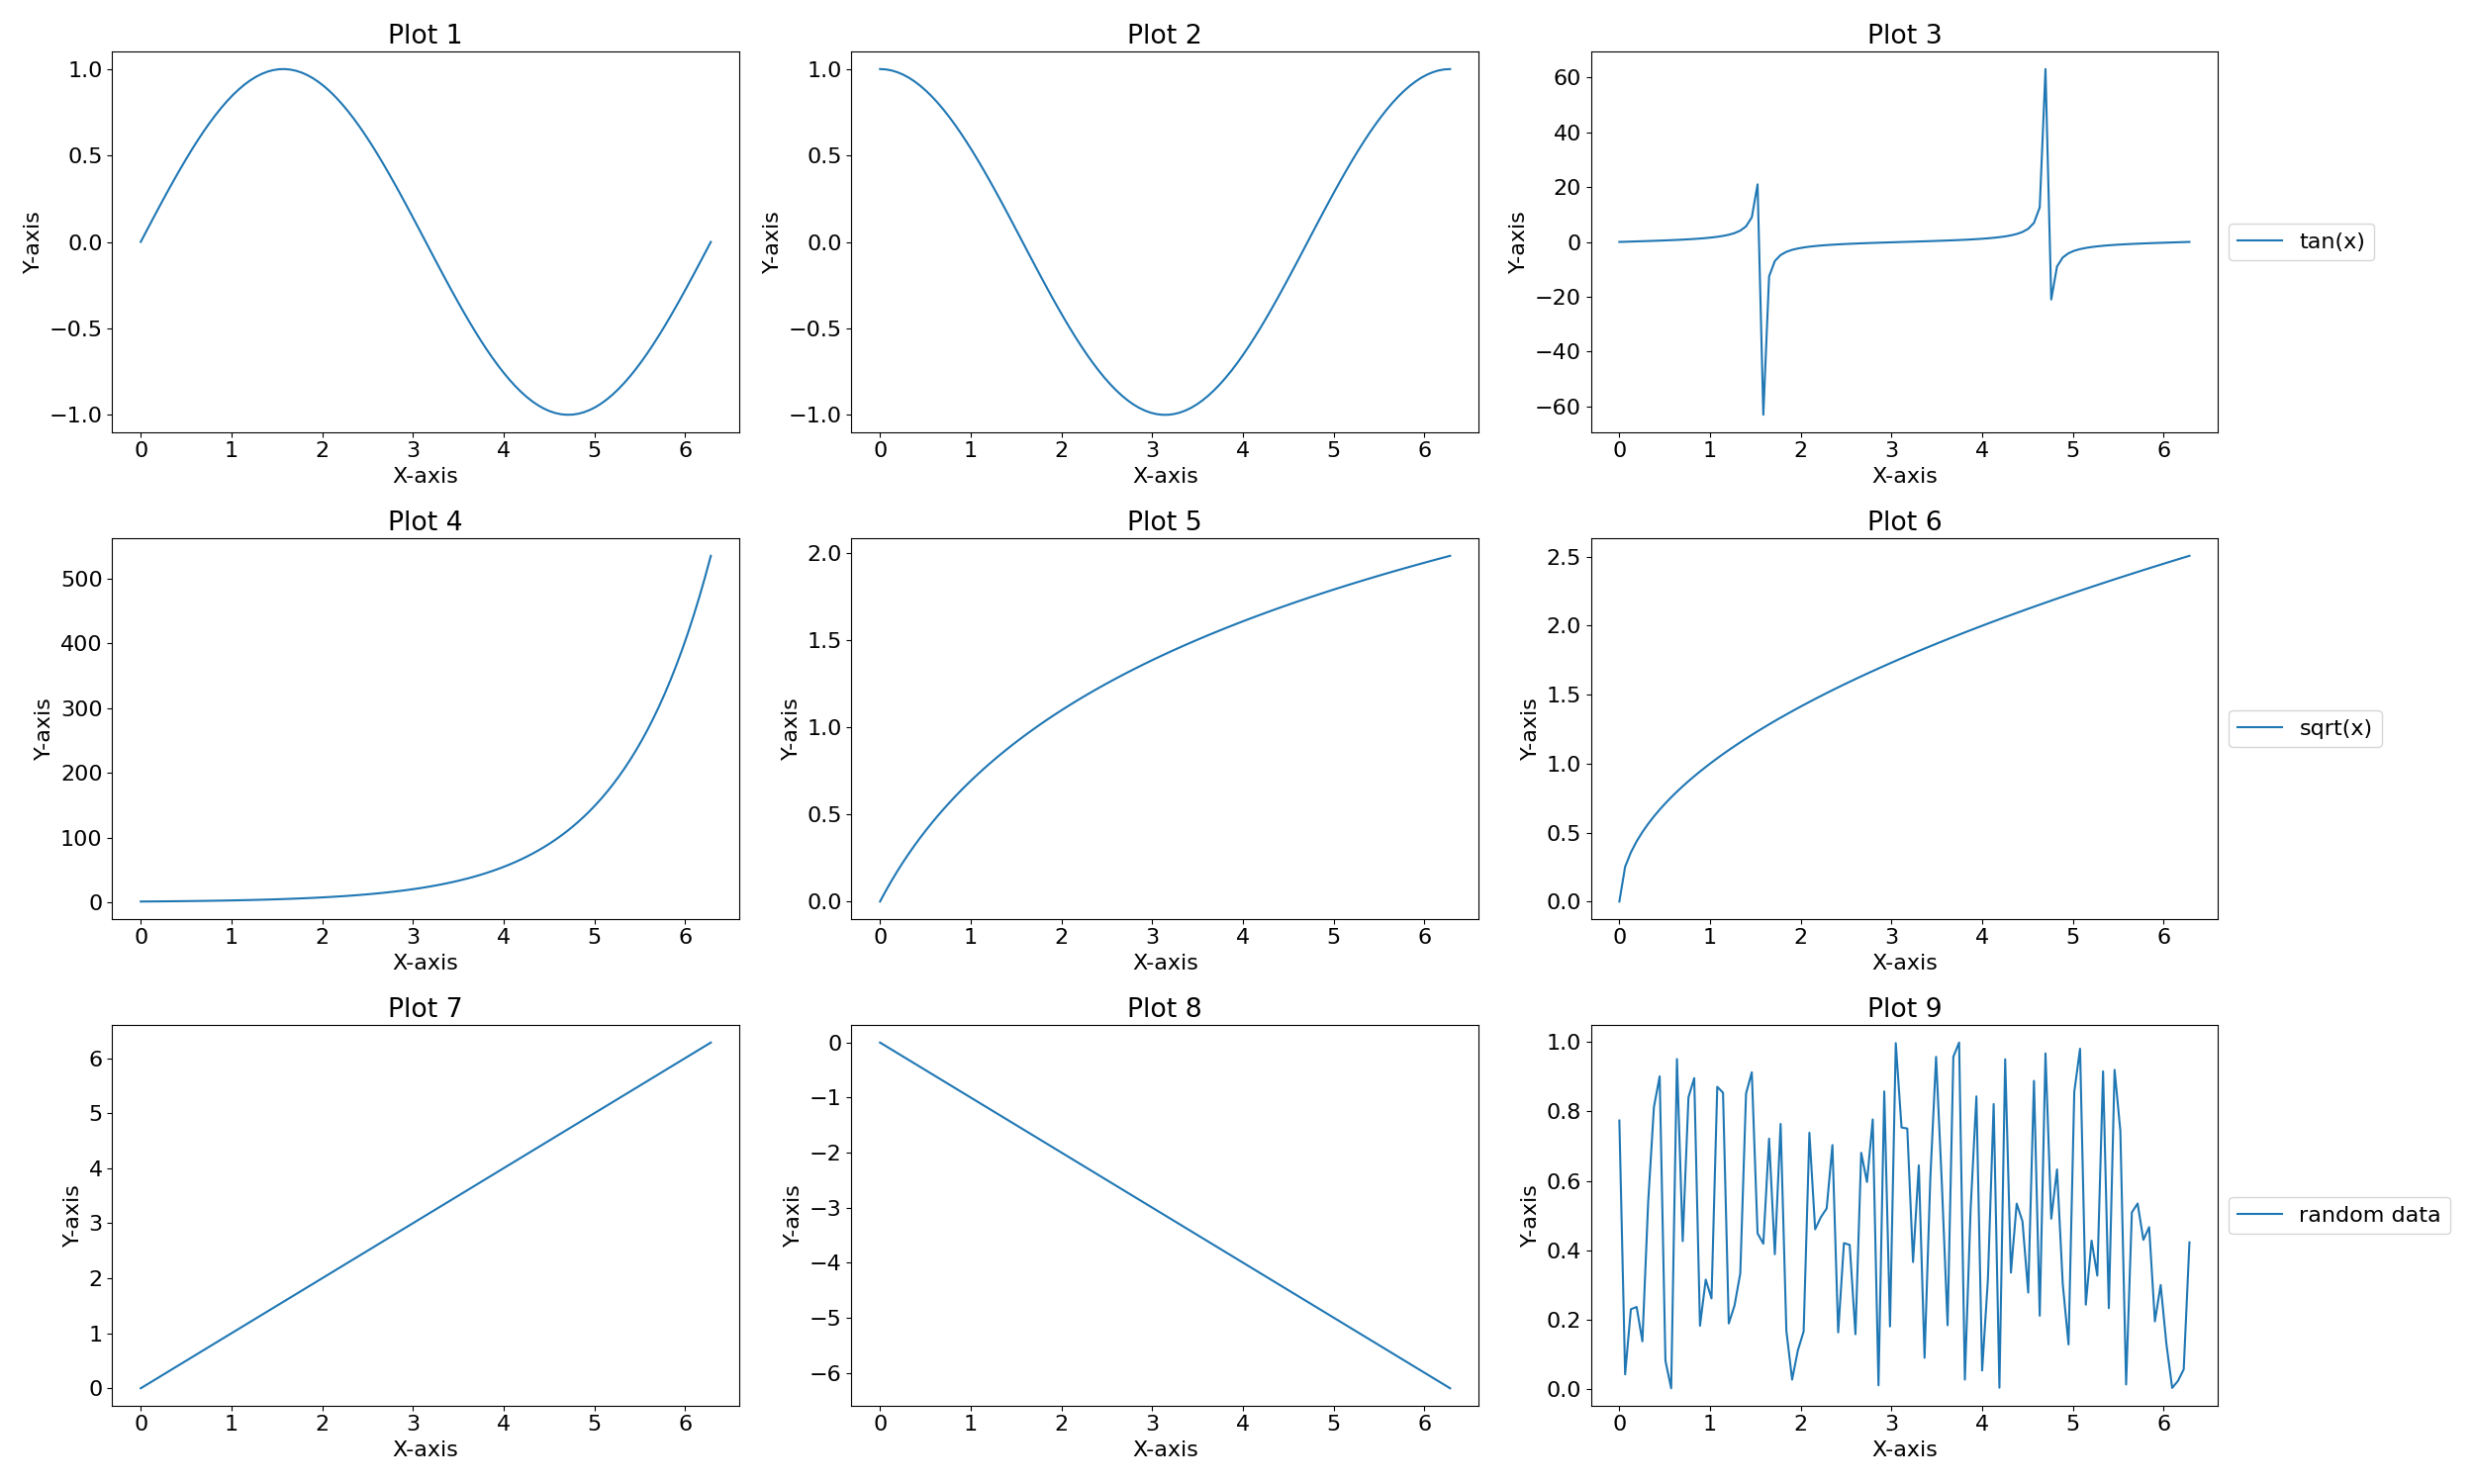 Plot 1
1.0
0.5
0.0
−0.5
−1.0
Y-axis
0 1 2 3 4 5 6
X-axis
Plot 2
1.0
0.5
0.0
−0.5
−1.0
Y-axis
0 1 2 3 4 5 6
X-axis
Plot 3
60
40
20
0
−20
−40
−60
Y-axis
0 1 2 3 4 5 6
X-axis
tan(x)
Plot 4
500
400
300
200
100
0
Y-axis
0 1 2 3 4 5 6
X-axis
Plot 5
2.0
1.5
1.0
0.5
0.0
Y-axis
0 1 2 3 4 5 6
X-axis
Plot 6
2.5
2.0
1.5
1.0
0.5
0.0
Y-axis
0 1 2 3 4 5 6
X-axis
sqrt(x)
Plot 7
6
5
4
3
2
1
0
Y-axis
0 1 2 3 4 5 6
X-axis
Plot 8
0
−1
−2
−3
−4
−5
−6
Y-axis
0 1 2 3 4 5 6
X-axis
Plot 9
1.0
0.8
0.6
0.4
0.2
0.0
Y-axis
0 1 2 3 4 5 6
X-axis
random data